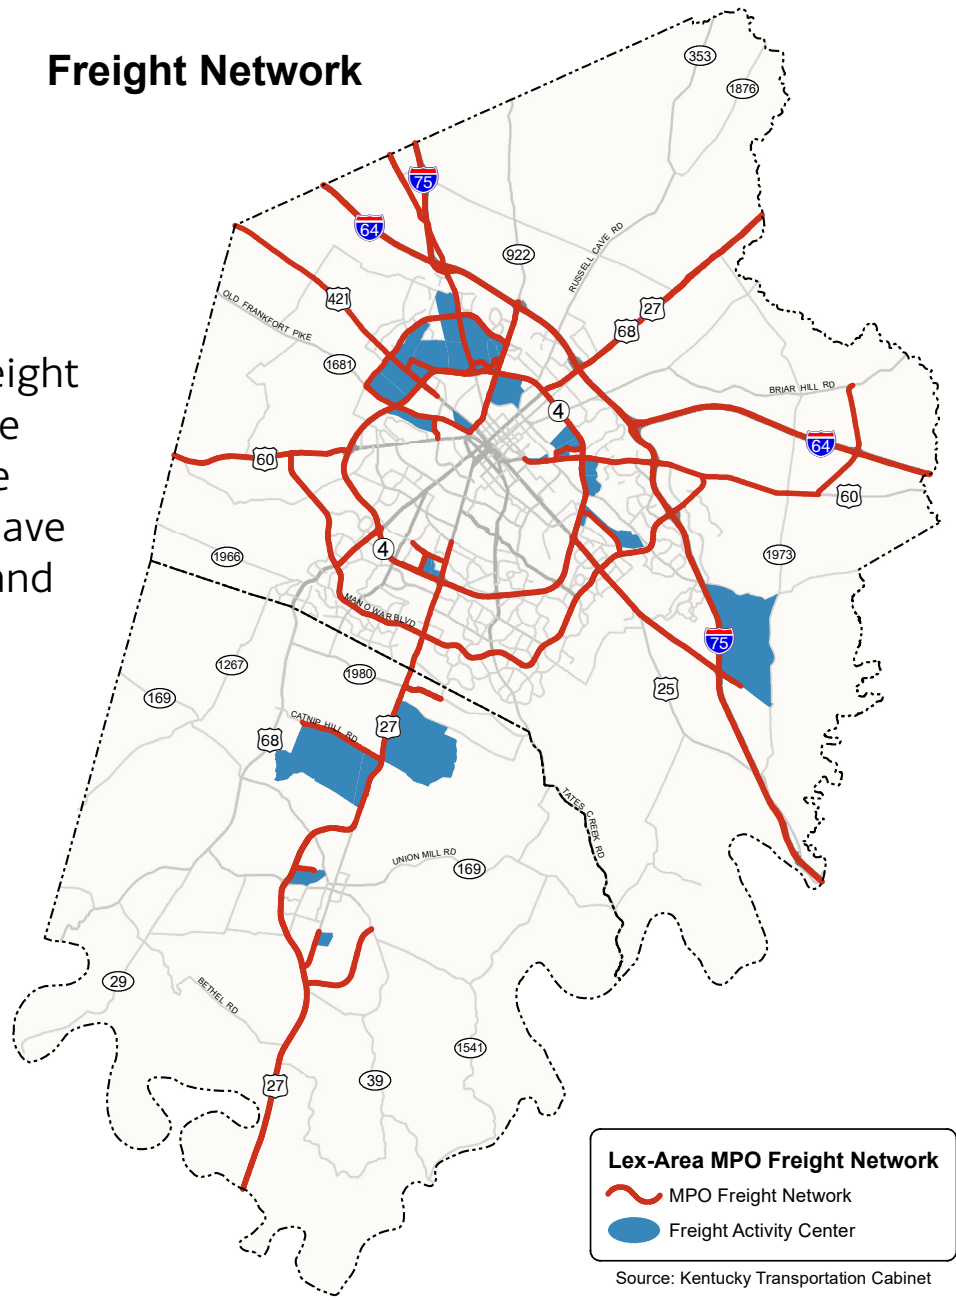 Freight Network
353
1876
75
64
922
RUSSELL CAVE RD
421
27
68
OLD FRANKFORT PIKE
1681
eight
e
BRIAR HILL RD
4
64
60
e
60
ave
4
1966
1973
and
MAN O WAR BLVD
75
1267
1980
25
169
CATNIP HILL RD
27
68
TATES CREEK RD
UNION MILL RD
169
29
BETHEL RD
1541
39
27
Lex-Area MPO Freight Network
MPO Freight Network
Freight Activity Center
Source: Kentucky Transportation Cabinet